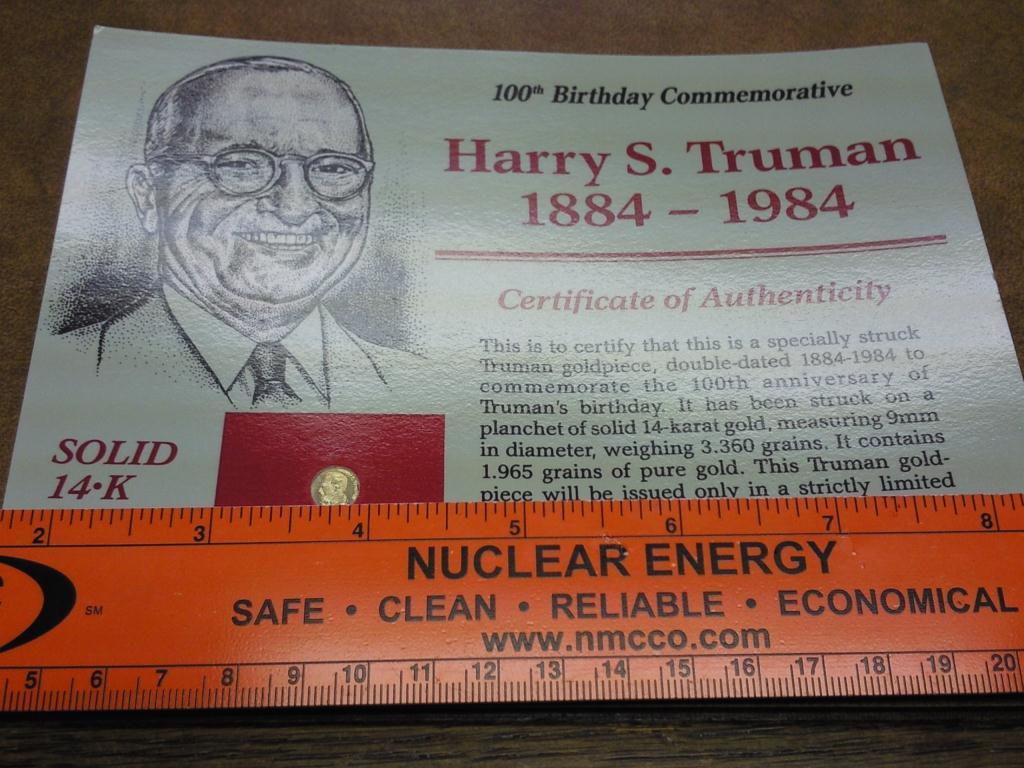 100th Birthday Commemorative
Harry S. Truman
1884 – 1984
Certificate of Authenticity
This is to certify that this is a specially struck
Truman goldpiece, double-dated 1884-1984 to
commemorate the 100th anniversary of
Truman's birthday. It has been struck on a
planchet of solid 14-karat gold, measuring 9mm
in diameter, weighing 3.360 grains. It contains
1.965 grains of pure gold. This Truman gold-
piece will be issued only in a strictly limited
SOLID
14•K
2 3 4 5 6 7 8
NUCLEAR ENERGY
SM
SAFE • CLEAN • RELIABLE • ECONOMICAL
www.nmcco.com
5 6 7 8 9 10 11 12 13 14 15 16 17 18 19 20